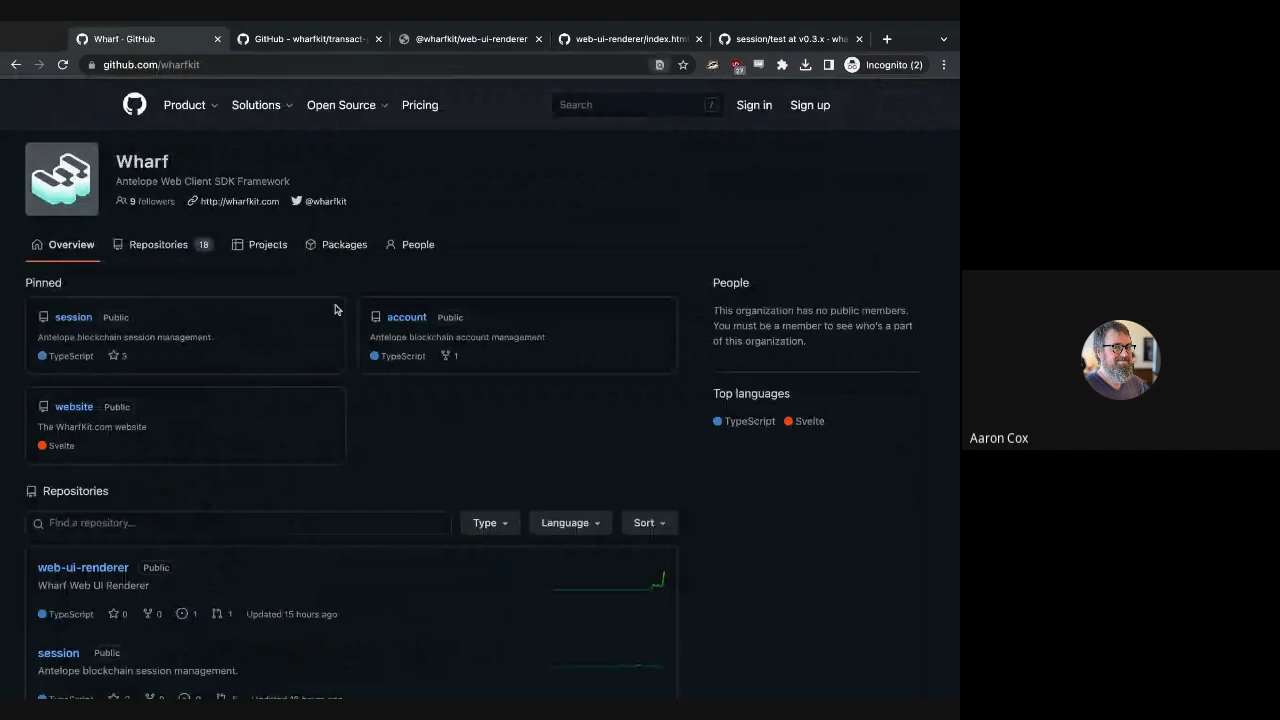 Wharf · GitHub
GitHub - wharfkit/transact-
@wharfkit/web-ui-renderer
web-ui-renderer/index.htm
session/test at v0.3.x · wha
github.com/wharfkit
27
Incognito (2)
Product
Solutions
Open Source
Pricing
Search
/
Sign in
Sign up
Wharf
Antelope Web Client SDK Framework
9 followers
http://wharfkit.com
@wharfkit
Overview
Repositories 18
Projects
Packages
People
Pinned
session Public
Antelope blockchain session management.
TypeScript 3
account Public
Antelope blockchain account management
TypeScript 1
website Public
The WharfKit.com website
Svelte
People
This organization has no public members.
You must be a member to see who's a part
of this organization.
Top languages
TypeScript Svelte
Repositories
Find a repository...
Type
Language
Sort
web-ui-renderer Public
Wharf Web UI Renderer
TypeScript 0 0 1 1 Updated 15 hours ago
session Public
Antelope blockchain session management.
TypeScript
Updated 16 hours ago
Aaron Cox